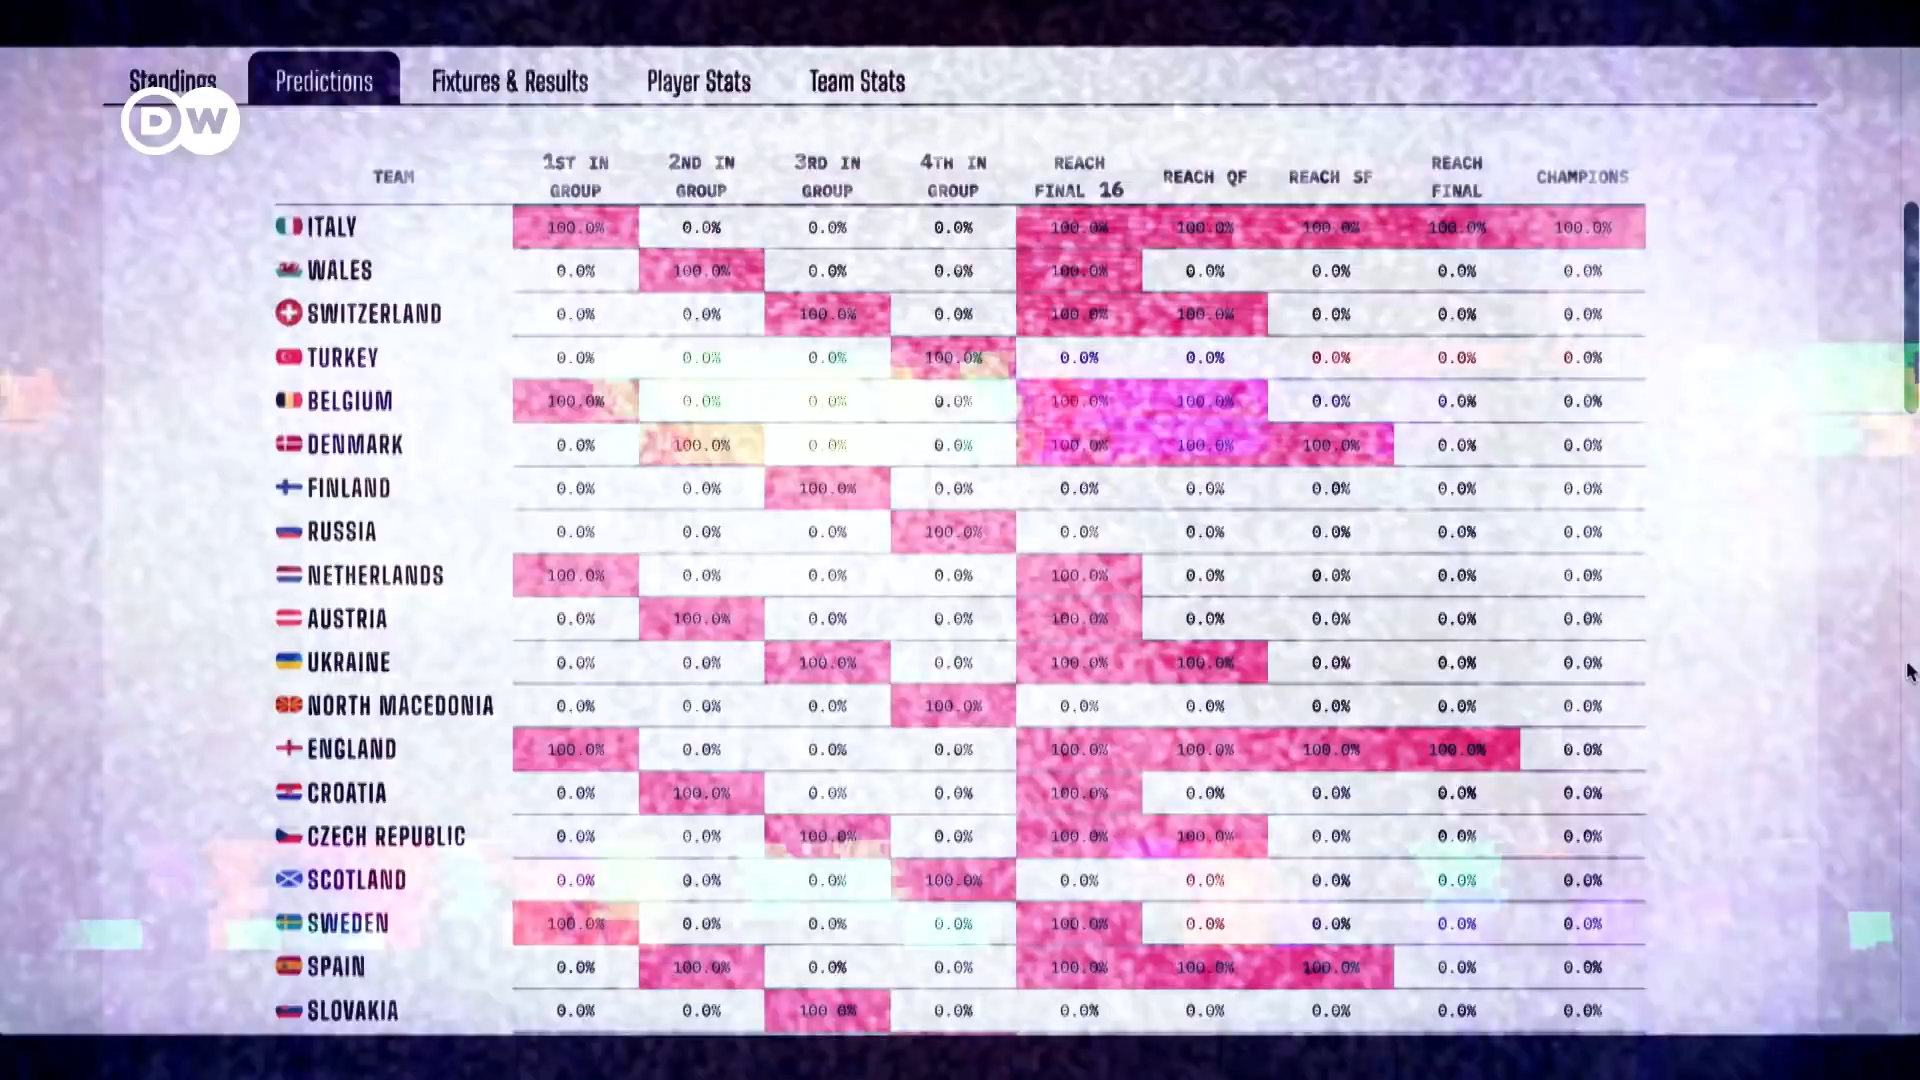 Standings Predictions Fixtures & Results Player Stats Team Stats
DW
TEAM 1ST IN GROUP 2ND IN GROUP 3RD IN GROUP 4TH IN GROUP REACH FINAL 16 REACH QF REACH SF REACH FINAL CHAMPIONS
ITALY 100.0% 0.0% 0.0% 0.0% 100.0% 100.0% 100.0% 100.0% 100.0%
WALES 0.0% 100.0% 0.0% 0.0% 100.0% 0.0% 0.0% 0.0% 0.0%
SWITZERLAND 0.0% 0.0% 100.0% 0.0% 100.0% 100.0% 0.0% 0.0% 0.0%
TURKEY 0.0% 0.0% 0.0% 100.0% 0.0% 0.0% 0.0% 0.0% 0.0%
BELGIUM 100.0% 0.0% 0.0% 0.0% 100.0% 100.0% 0.0% 0.0% 0.0%
DENMARK 0.0% 100.0% 0.0% 0.0% 100.0% 100.0% 100.0% 0.0% 0.0%
FINLAND 0.0% 0.0% 100.0% 0.0% 0.0% 0.0% 0.0% 0.0% 0.0%
RUSSIA 0.0% 0.0% 0.0% 100.0% 0.0% 0.0% 0.0% 0.0% 0.0%
NETHERLANDS 100.0% 0.0% 0.0% 0.0% 100.0% 0.0% 0.0% 0.0% 0.0%
AUSTRIA 0.0% 100.0% 0.0% 0.0% 100.0% 0.0% 0.0% 0.0% 0.0%
UKRAINE 0.0% 0.0% 100.0% 0.0% 100.0% 100.0% 0.0% 0.0% 0.0%
NORTH MACEDONIA 0.0% 0.0% 0.0% 100.0% 0.0% 0.0% 0.0% 0.0% 0.0%
ENGLAND 100.0% 0.0% 0.0% 0.0% 100.0% 100.0% 100.0% 100.0% 0.0%
CROATIA 0.0% 100.0% 0.0% 0.0% 100.0% 0.0% 0.0% 0.0% 0.0%
CZECH REPUBLIC 0.0% 0.0% 100.0% 0.0% 100.0% 100.0% 0.0% 0.0% 0.0%
SCOTLAND 0.0% 0.0% 0.0% 100.0% 0.0% 0.0% 0.0% 0.0% 0.0%
SWEDEN 100.0% 0.0% 0.0% 0.0% 100.0% 0.0% 0.0% 0.0% 0.0%
SPAIN 0.0% 100.0% 0.0% 0.0% 100.0% 100.0% 100.0% 0.0% 0.0%
SLOVAKIA 0.0% 0.0% 100.0% 0.0% 0.0% 0.0% 0.0% 0.0% 0.0%